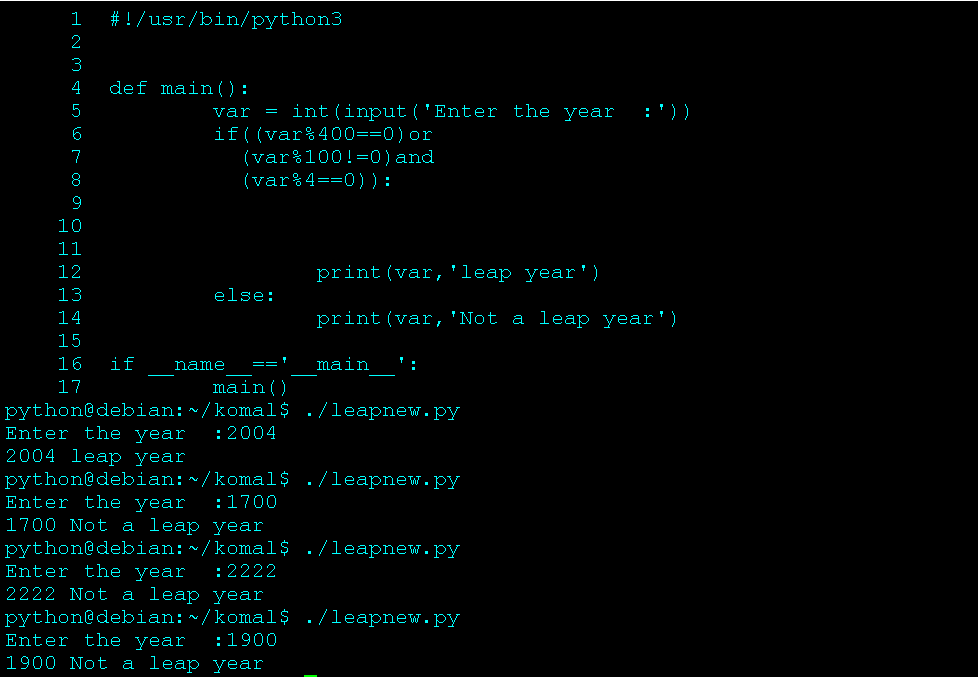 1 #!/usr/bin/python3
2
3
4 def main():
5 var = int(input('Enter the year  :'))
6 if((var%400==0)or
7 (var%100!=0)and
8 (var%4==0)):
9
10
11
12 print(var,'leap year')
13 else:
14 print(var,'Not a leap year')
15
16 if __name__=='__main__':
17 main()
python@debian:~/komal$ ./leapnew.py
Enter the year  :2004
2004 leap year
python@debian:~/komal$ ./leapnew.py
Enter the year  :1700
1700 Not a leap year
python@debian:~/komal$ ./leapnew.py
Enter the year  :2222
2222 Not a leap year
python@debian:~/komal$ ./leapnew.py
Enter the year  :1900
1900 Not a leap year